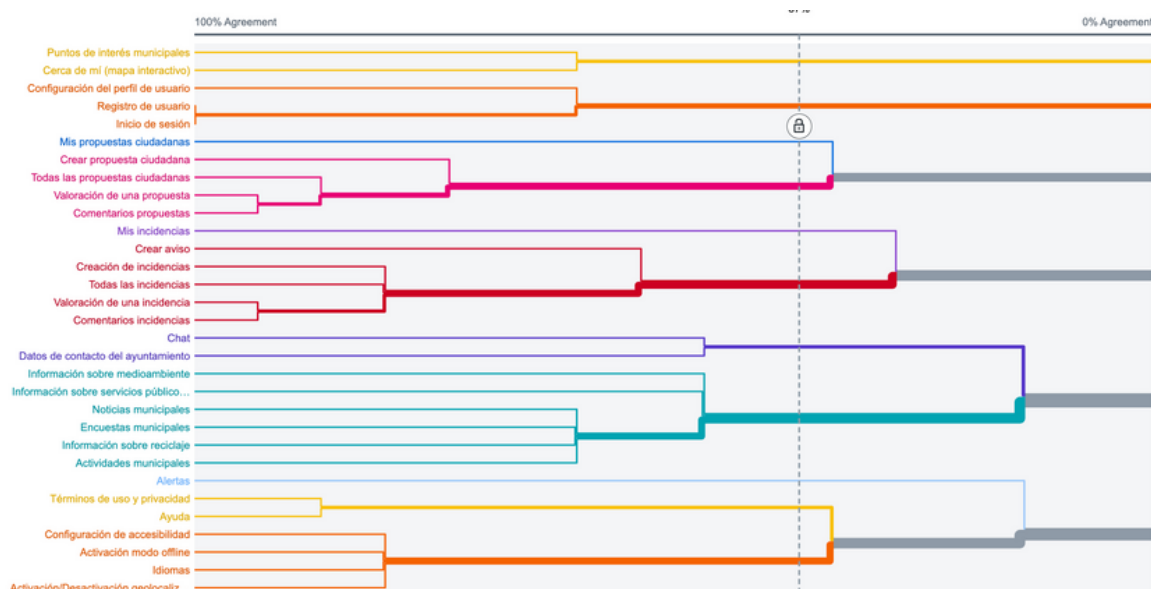 100% Agreement
0% Agreement
Puntos de interés municipales
Cerca de mí (mapa interactivo)
Configuración del perfil de usuario
Registro de usuario
Inicio de sesión
Mis propuestas ciudadanas
Crear propuesta ciudadana
Todas las propuestas ciudadanas
Valoración de una propuesta
Comentarios propuestas
Mis incidencias
Crear aviso
Creación de incidencias
Todas las incidencias
Valoración de una incidencia
Comentarios incidencias
Chat
Datos de contacto del ayuntamiento
Información sobre medioambiente
Información sobre servicios público...
Noticias municipales
Encuestas municipales
Información sobre reciclaje
Actividades municipales
Alertas
Términos de uso y privacidad
Ayuda
Configuración de accesibilidad
Activación modo offline
Idiomas
Activación/Desactivación geolocaliz...